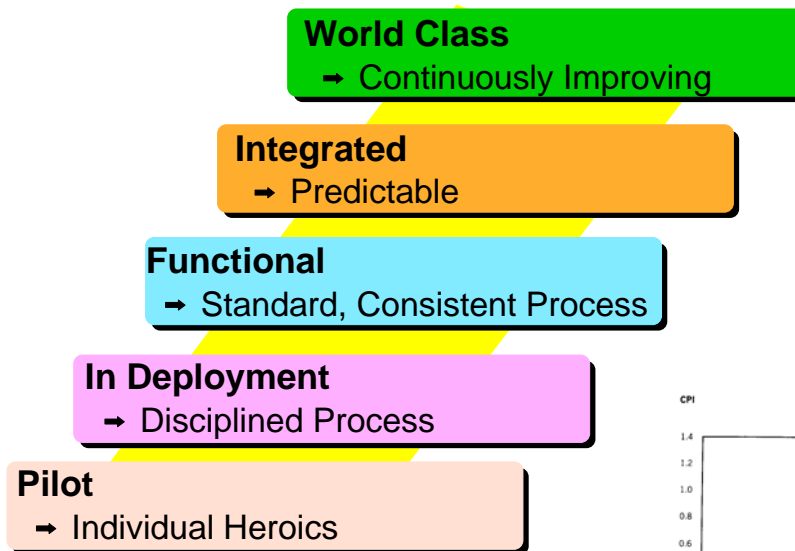 World Class
→ Continuously Improving
Integrated
→ Predictable
Functional
→ Standard, Consistent Process
In Deployment
→ Disciplined Process
Pilot
→ Individual Heroics
CPI
1.4
1.2
1.0
0.8
0.6